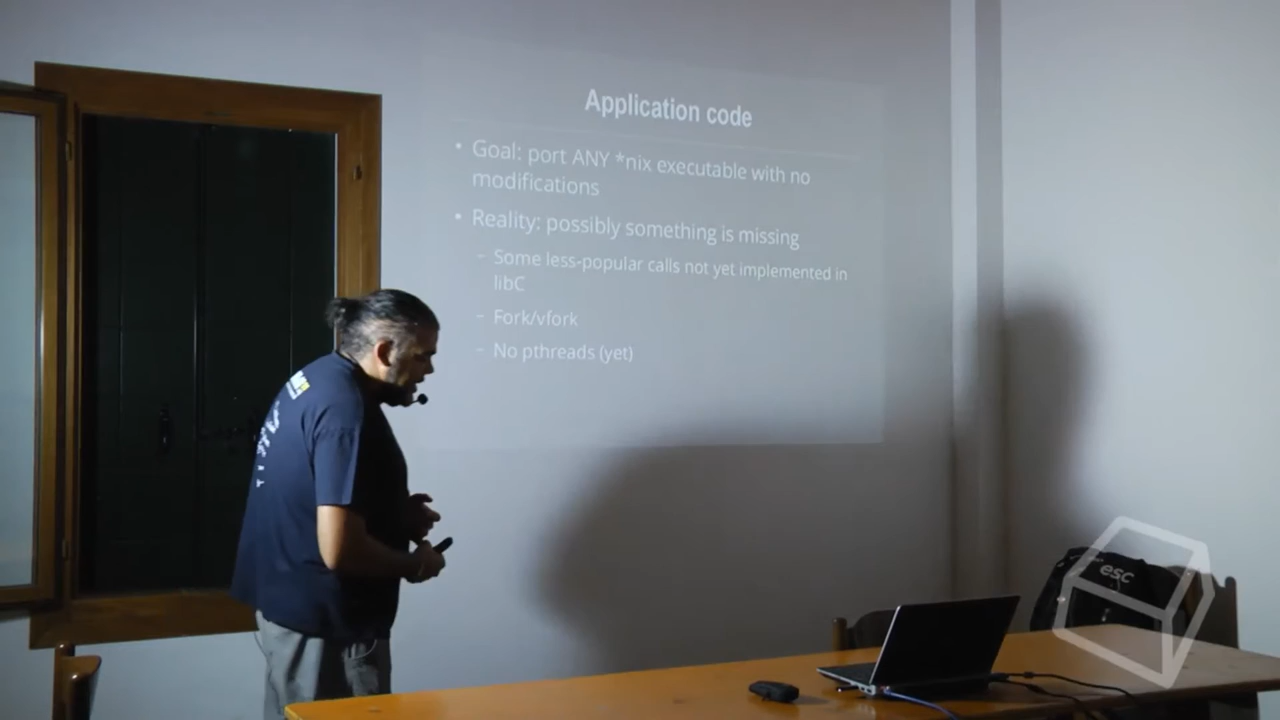 Application code
• Goal: port ANY *nix executable with no
modifications
• Reality: possibly something is missing
– Some less-popular calls not yet implemented in
libC
– Fork/vfork
– No pthreads (yet)
esc